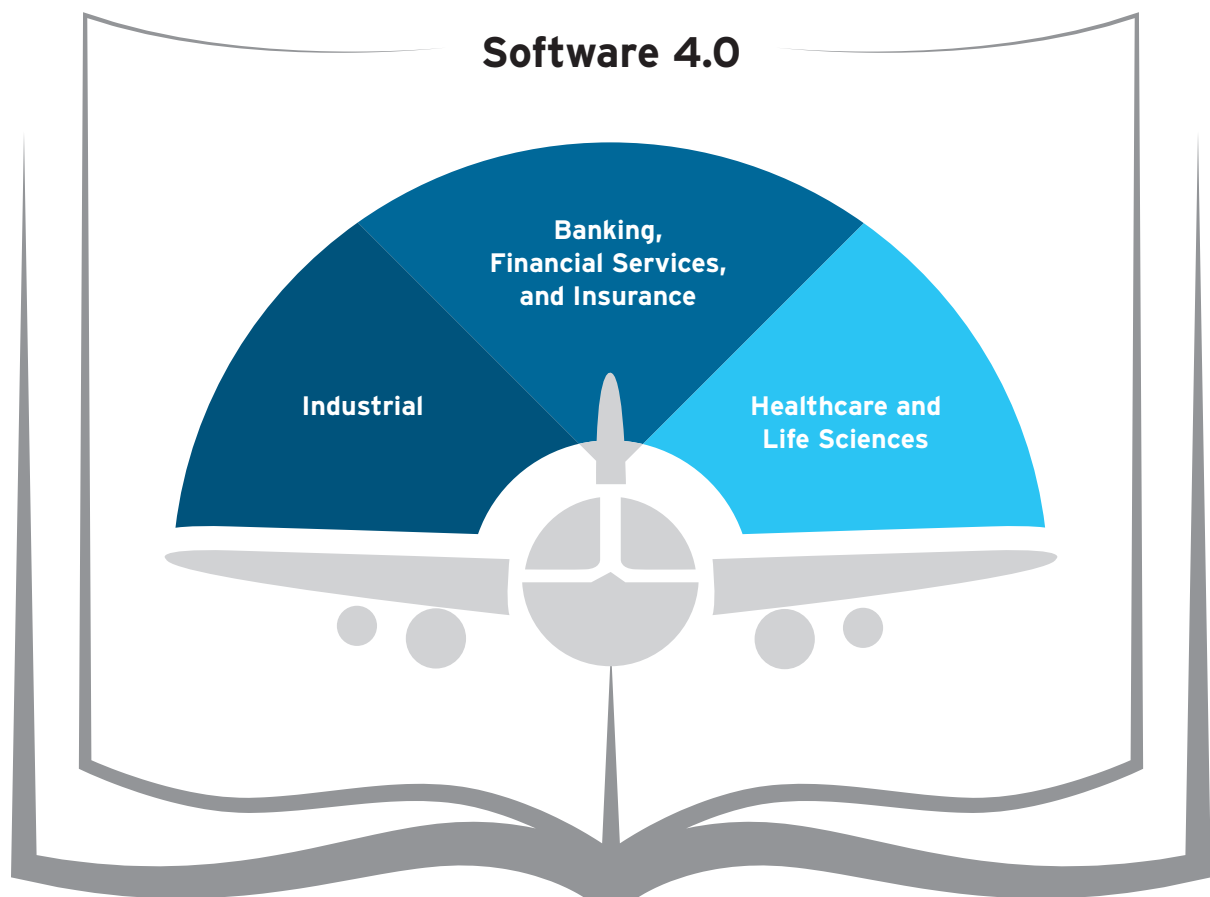 Software 4.0
Banking,
Financial Services,
and Insurance
Industrial
Healthcare and
Life Sciences